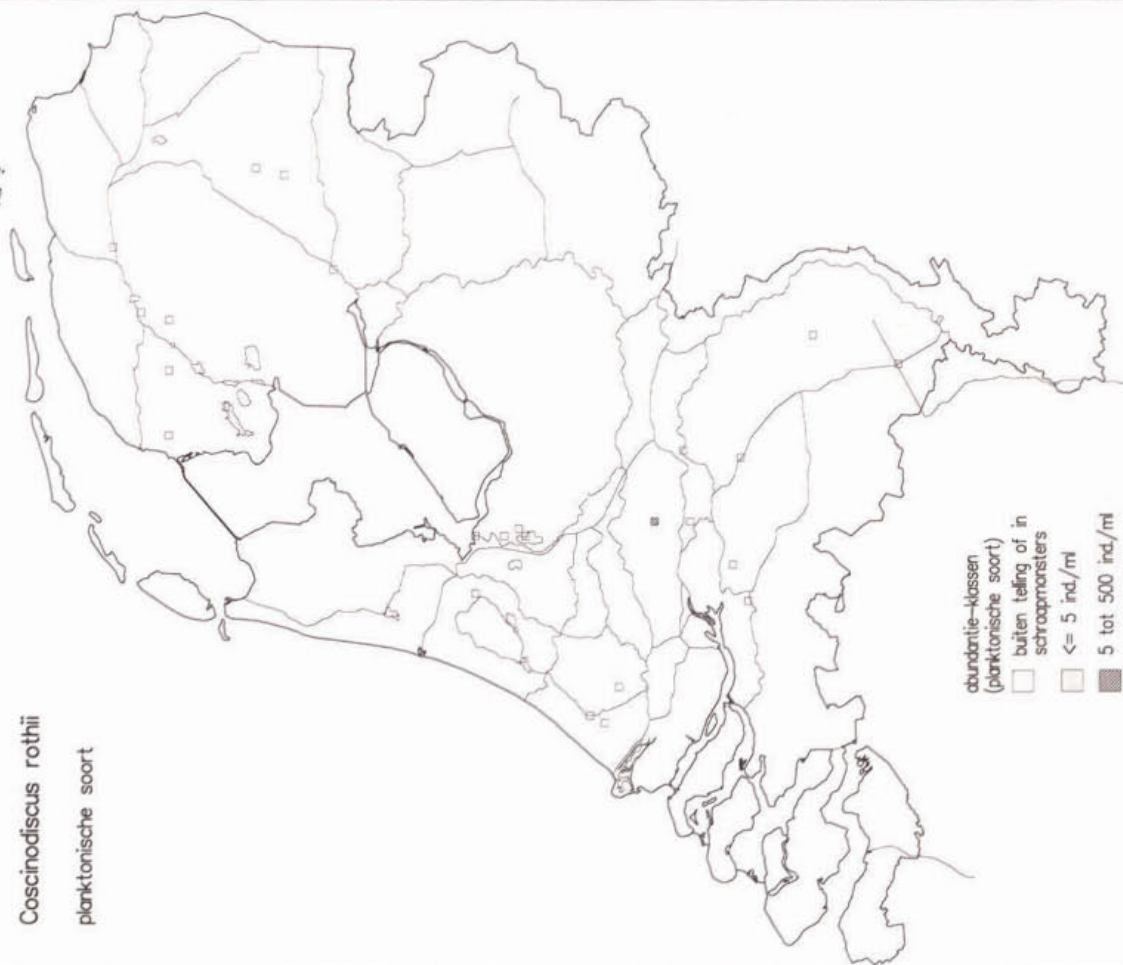 Coscinodiscus rothii
planktonische soort
abundantie-klassen
(planktonische soort)
buiten telling of in
schraapmonsters
<= 5 ind./ml
5 tot 500 ind./ml